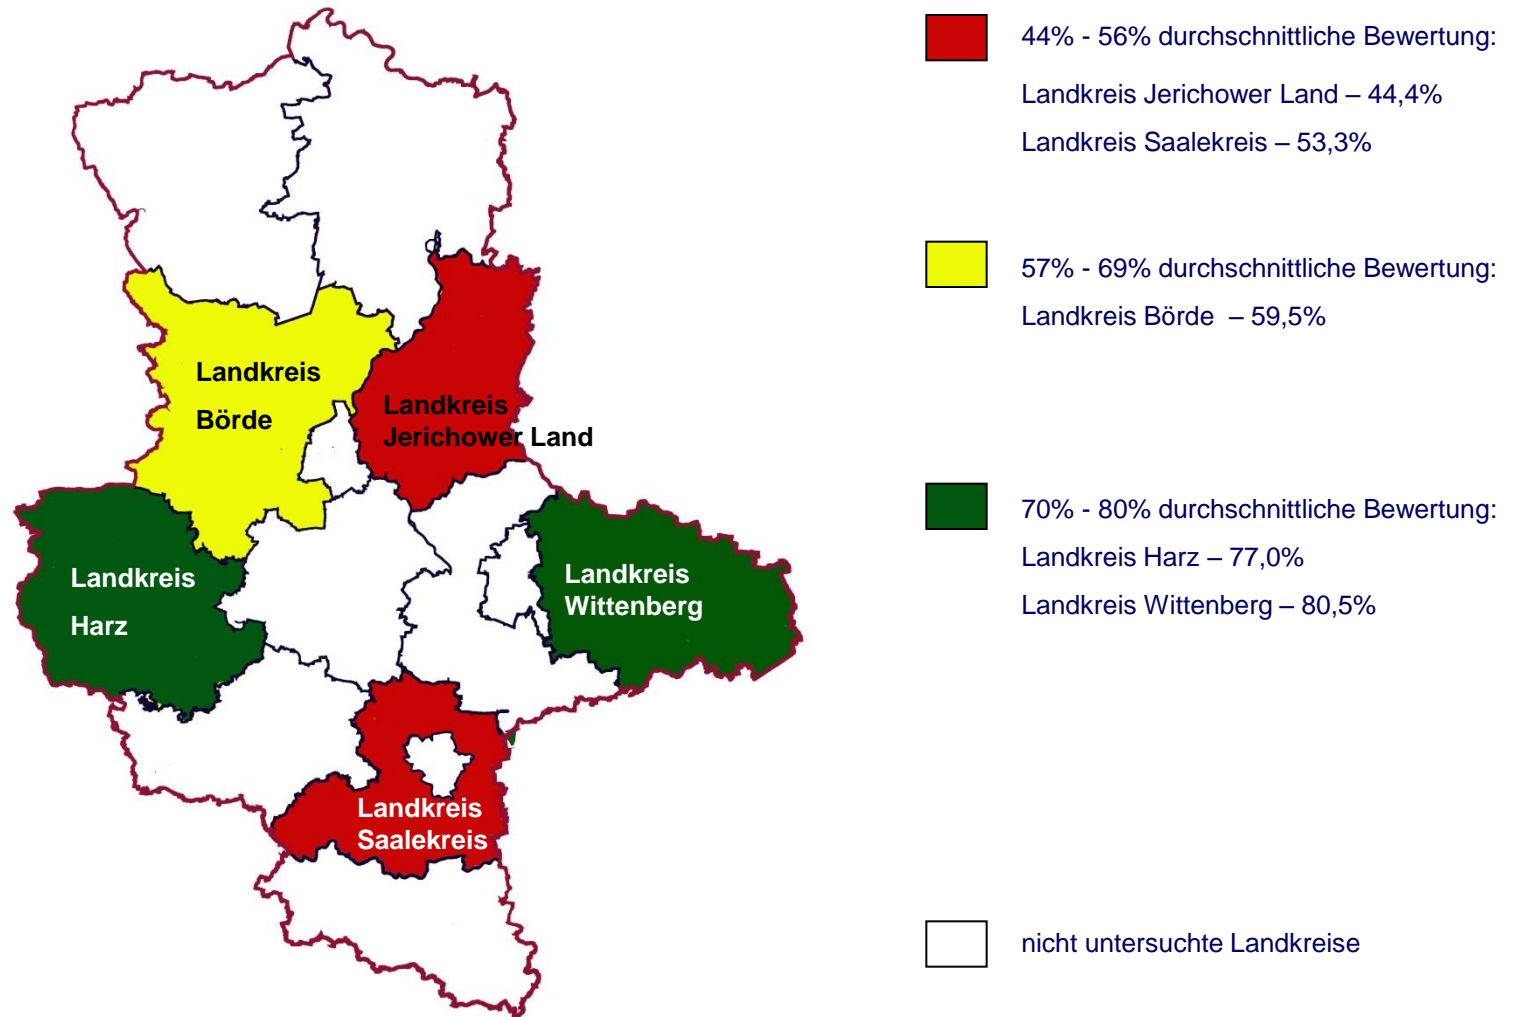 44% - 56% durchschnittliche Bewertung:
Landkreis Jerichower Land – 44,4%
Landkreis Saalekreis – 53,3%
57% - 69% durchschnittliche Bewertung:
Landkreis Börde – 59,5%
70% - 80% durchschnittliche Bewertung:
Landkreis Harz – 77,0%
Landkreis Wittenberg – 80,5%
nicht untersuchte Landkreise
Landkreis
Börde
Landkreis
Jerichower Land
Landkreis
Harz
Landkreis
Wittenberg
Landkreis
Saalekreis